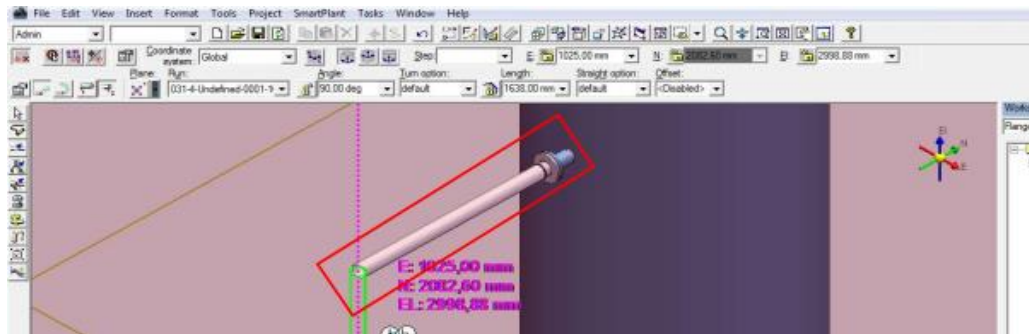 File Edit View Insert Format Tools Project SmartPlant Tasks Window Help
Admin
Coordinate system: Global Step: E: 1025,00 mm N: 2082,60 mm El: 2998,88 mm
Plane: Run: Angle: Turn option: Length: Straight option: Offset:
031-4-Undefined-0001-1 90.00 deg default 1638.00 mm default <Disabled>
E
N
E
E: 1025,00 mm
N: 2082,60 mm
EL: 2998,88 mm